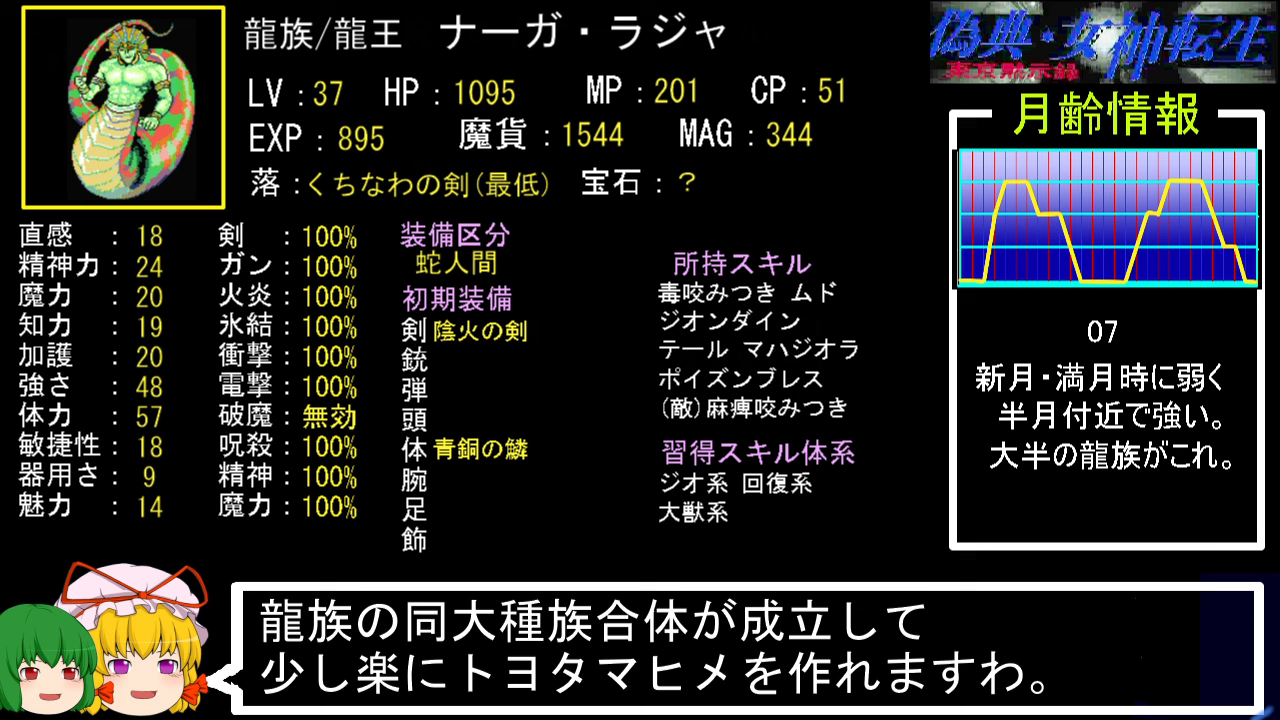 龍族/龍王 ナーガ・ラジャ
LV：37 HP：1095 MP：201 CP：51
EXP：895 魔貨：1544 MAG：344
落：くちなわの剣(最低) 宝石：？
偽典・女神転生
東京黙示録
月齢情報
07
新月・満月時に弱く
半月付近で強い。
大半の龍族がこれ。
直感：18
精神力：24
魔力：20
知力：19
加護：20
強さ：48
体力：57
敏捷性：18
器用さ：9
魅力：14
剣：100%
ガン：100%
火炎：100%
氷結：100%
衝撃：100%
電撃：100%
破魔：無効
呪殺：100%
精神：100%
魔力：100%
装備区分
蛇人間
初期装備
剣 陰火の剣
銃
弾
頭
体 青銅の鱗
腕
足
飾
所持スキル
毒咬みつき ムド
ジオンダイン
テール マハジオラ
ポイズンブレス
(敵)麻痺咬みつき
習得スキル体系
ジオ系 回復系
大獣系
龍族の同大種族合体が成立して
少し楽にトヨタマヒメを作れますわ。